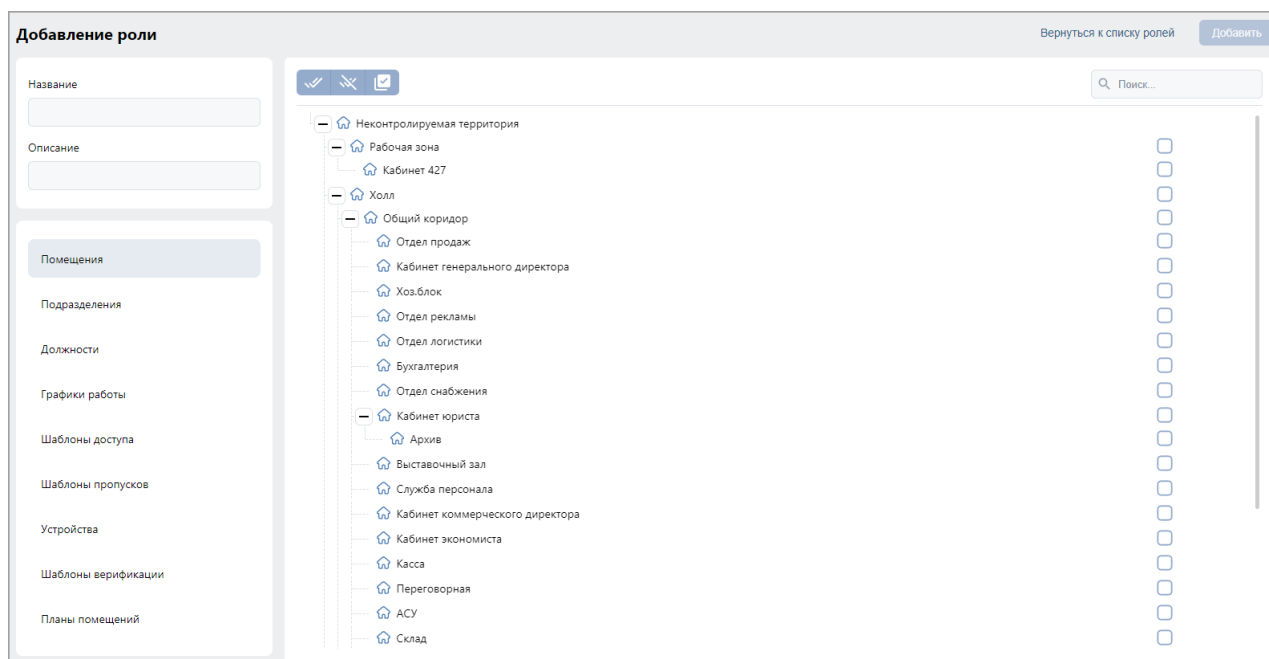 Добавление роли
Вернуться к списку ролей
Добавить
Название
Описание
Помещения
Подразделения
Должности
Графики работы
Шаблоны доступа
Шаблоны пропусков
Устройства
Шаблоны верификации
Планы помещений
Поиск...
Неконтролируемая территория
Рабочая зона
Кабинет 427
Холл
Общий коридор
Отдел продаж
Кабинет генерального директора
Хоз.блок
Отдел рекламы
Отдел логистики
Бухгалтерия
Отдел снабжения
Кабинет юриста
Архив
Выставочный зал
Служба персонала
Кабинет коммерческого директора
Кабинет экономиста
Касса
Переговорная
АСУ
Склад